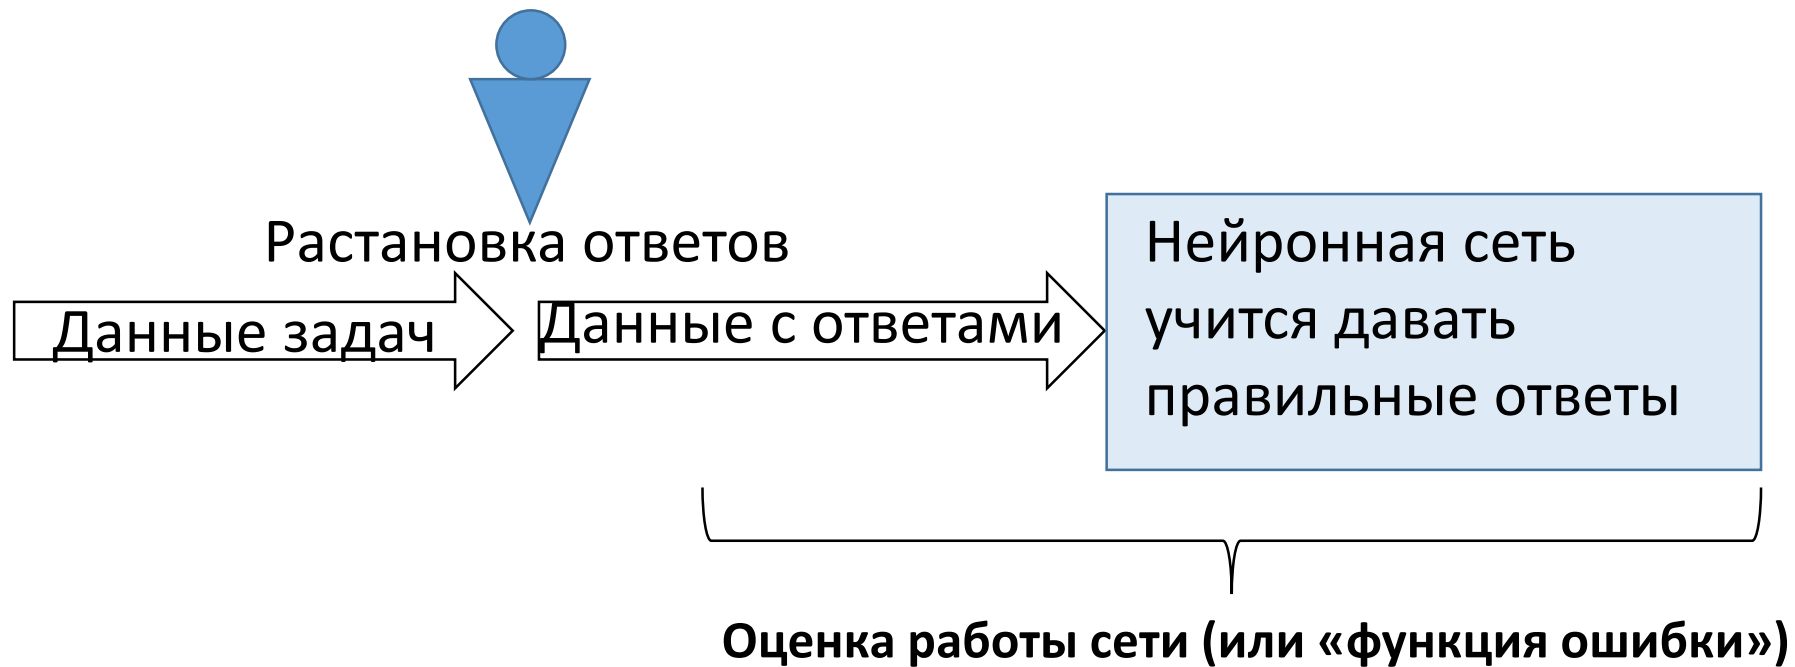 Растановка ответов
Данные задач
Данные с ответами
Нейронная сеть
учится давать
правильные ответы
Оценка работы сети (или «функция ошибки»)